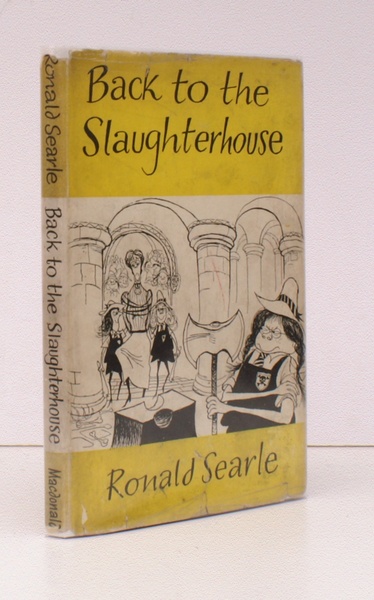 Ronald Searle
Back to the Slaughterhouse
Macdonald
Back to the
Slaughterhouse
Ronald Searle